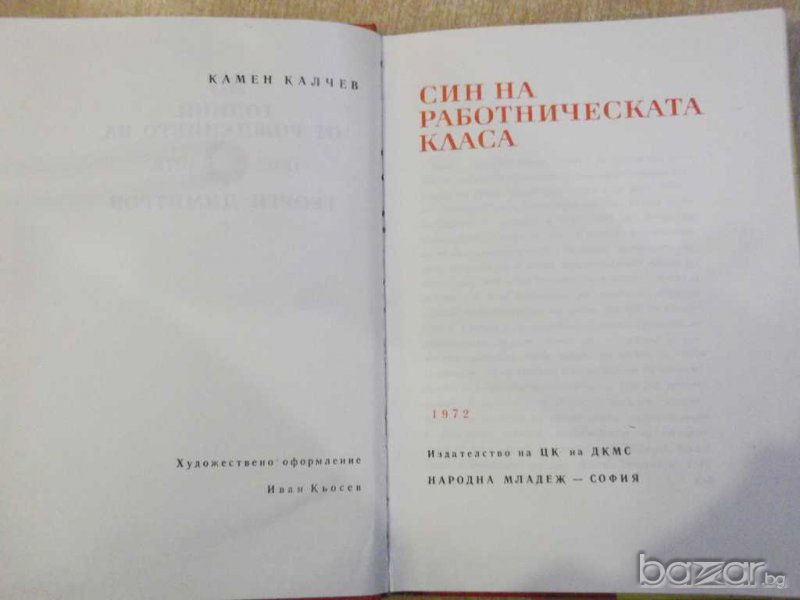 КАМЕН КАЛЧЕВ
Художествено оформление
Иван Кьосев
СИН НА
РАБОТНИЧЕСКАТА
КЛАСА
1972
Издателство на ЦК на ДКМС
НАРОДНА МЛАДЕЖ — СОФИЯ
bazar.bg